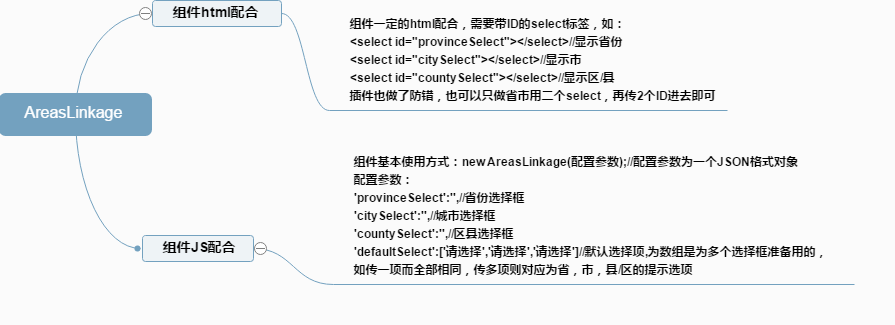 组件html配合
组件一定的html配合，需要带ID的select标签，如：
<select id="provinceSelect"></select>//显示省份
<select id="citySelect"></select>//显示市
<select id="countySelect"></select>//显示区/县
插件也做了防错，也可以只做省市用二个select，再传2个ID进去即可
AreasLinkage
组件基本使用方式：new AreasLinkage(配置参数);//配置参数为一个JSON格式对象
配置参数：
'provinceSelect':'',//省份选择框
'citySelect':'',//城市选择框
'countySelect':'',//区县选择框
'defaultSelect':['请选择','请选择','请选择']//默认选择项,为数组是为多个选择框准备用的，
如传一项而全部相同，传多项则对应为省，市，县/区的提示选项
组件JS配合